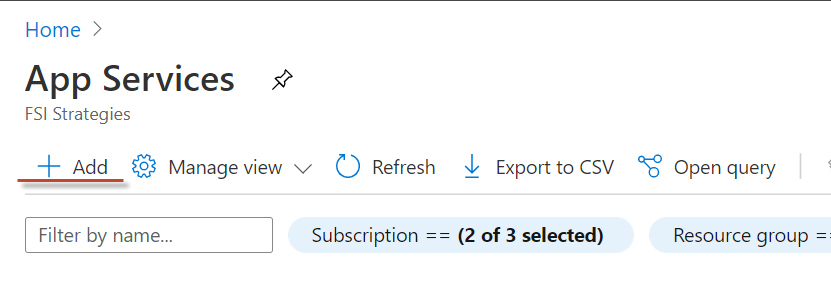 Home
App Services
FSI Strategies
Add Manage view Refresh Export to CSV Open query
Filter by name... Subscription == (2 of 3 selected) Resource group ==